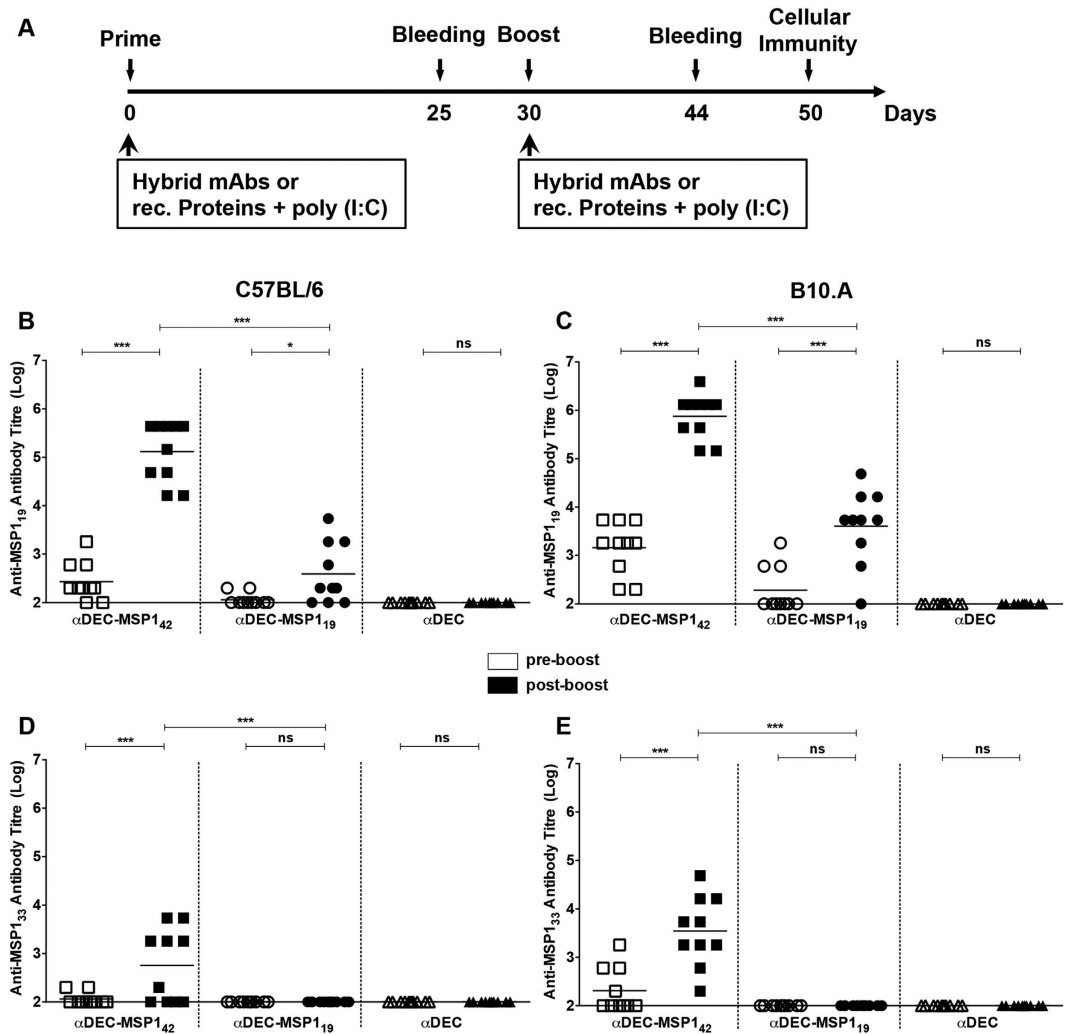 A
Prime
Bleeding
Boost
Bleeding
Cellular
Immunity
0
25
30
44
50
Days
Hybrid mAbs or
rec. Proteins + poly (I:C)
Hybrid mAbs or
rec. Proteins + poly (I:C)
C57BL/6
B10.A
B
***
***
*
ns
Anti-MSP1₁₉ Antibody Titre (Log)
7
6
5
4
3
2
αDEC-MSP1₄₂
αDEC-MSP1₁₉
αDEC
C
***
***
***
ns
Anti-MSP1₁₉ Antibody Titre (Log)
7
6
5
4
3
2
αDEC-MSP1₄₂
αDEC-MSP1₁₉
αDEC
pre-boost
post-boost
D
***
***
ns
ns
Anti-MSP1₃₃ Antibody Titre (Log)
7
6
5
4
3
2
αDEC-MSP1₄₂
αDEC-MSP1₁₉
αDEC
E
***
***
ns
ns
Anti-MSP1₃₃ Antibody Titre (Log)
7
6
5
4
3
2
αDEC-MSP1₄₂
αDEC-MSP1₁₉
αDEC